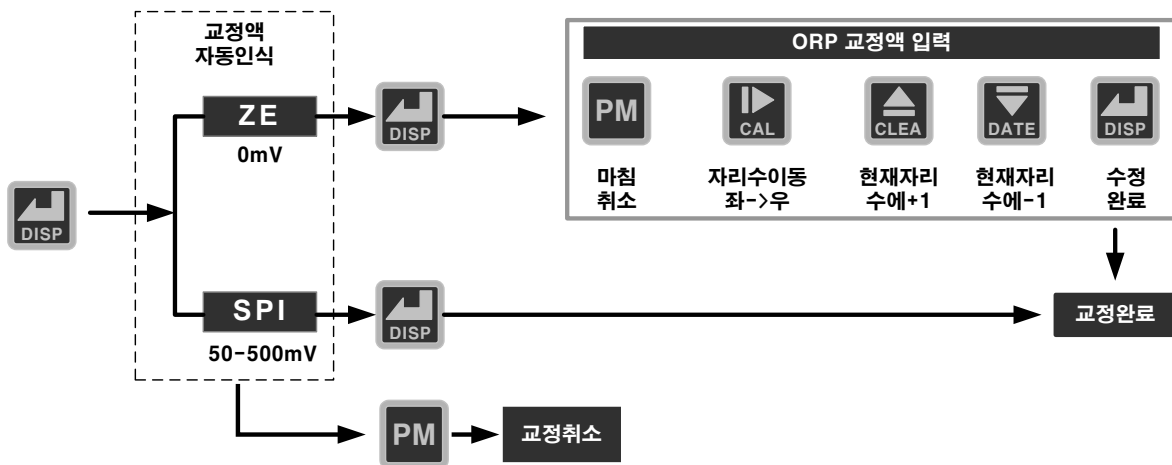 교정액
자동인식
ZE
0mV
DISP
ORP 교정액 입력
PM
CAL
CLEA
DATE
DISP
마침
취소
자리수이동
좌->우
현재자리
수에+1
현재자리
수에-1
수정
완료
DISP
SPI
50-500mV
DISP
교정완료
PM
교정취소